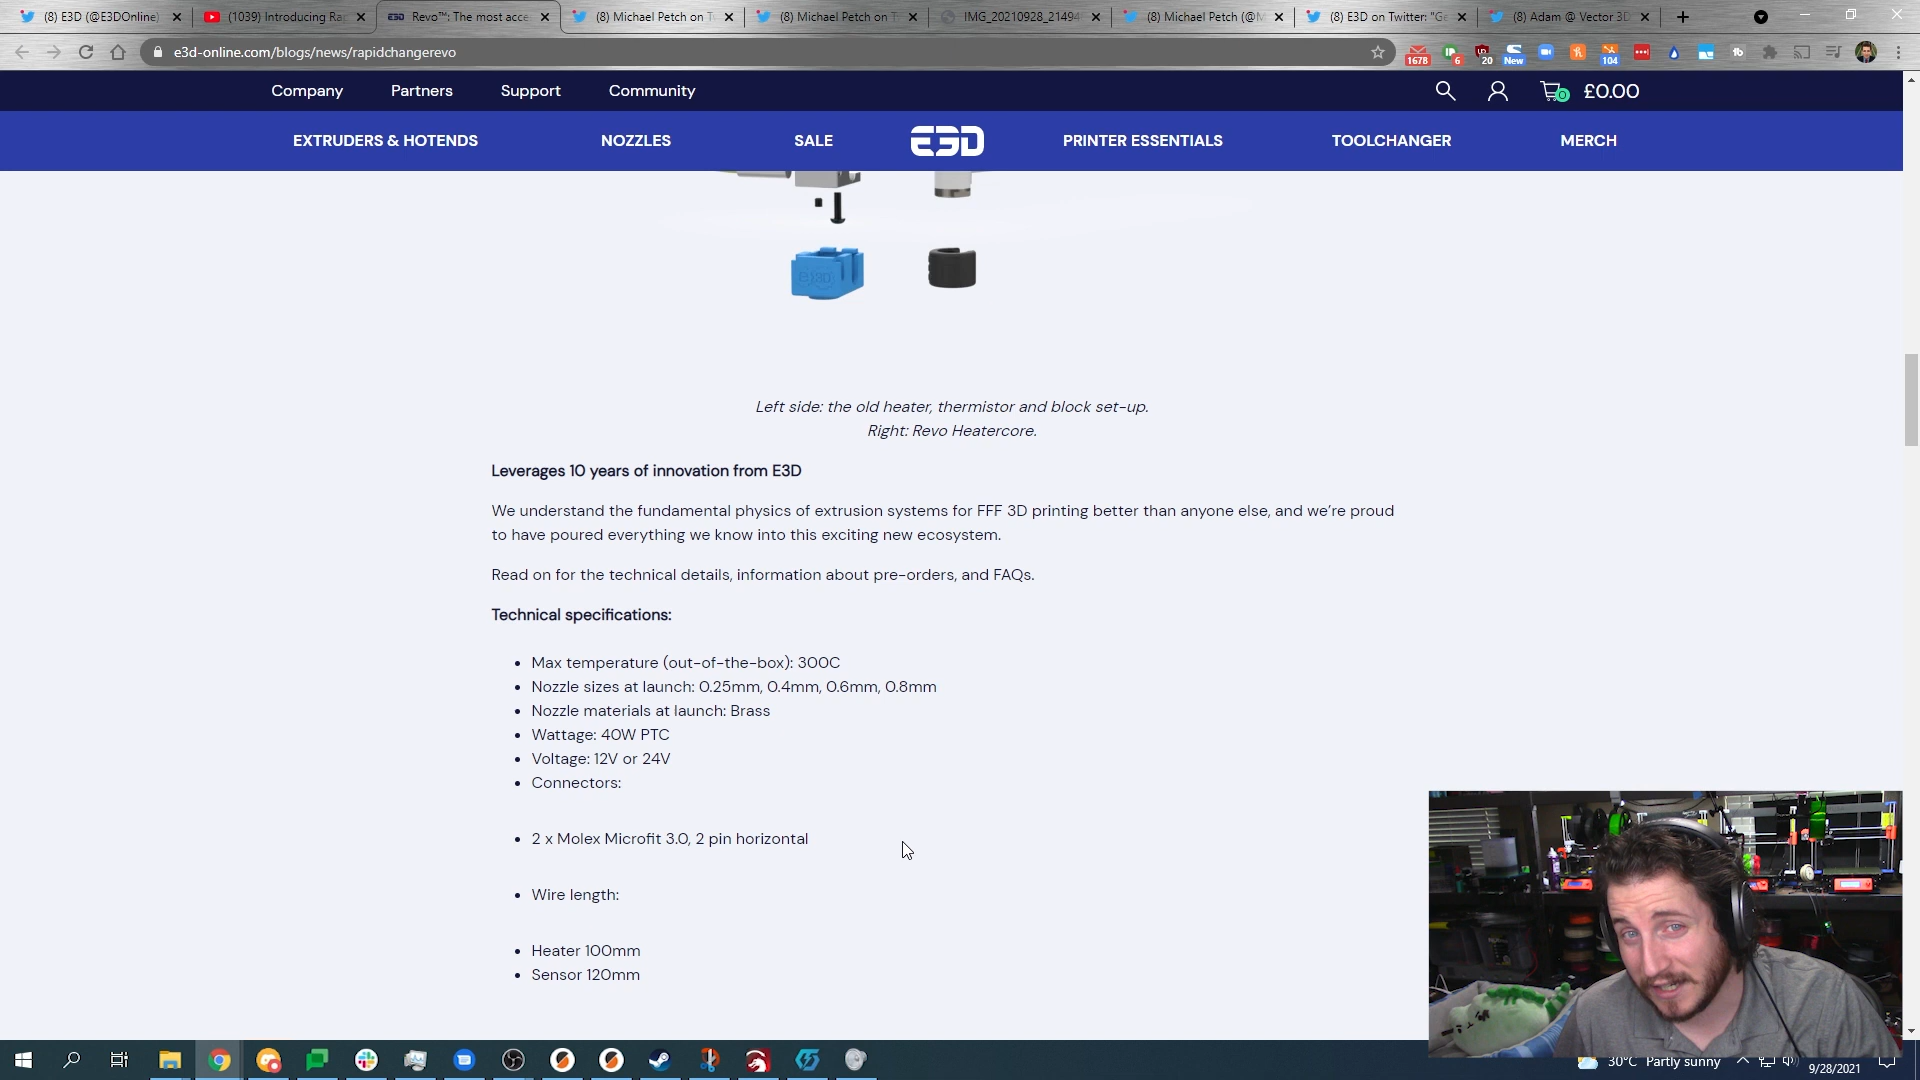 (8) E3D (@E3DOnline)
(1039) Introducing Ra
Revo™: The most acce
(8) Michael Petch on T
(8) Michael Petch on T
IMG_20210928_21494
(8) Michael Petch (@M
(8) E3D on Twitter: "Ge
(8) Adam @ Vector 3D
e3d-online.com/blogs/news/rapidchangerevo
1678
6
20
New
104
Company Partners Support Community
0 £0.00
EXTRUDERS & HOTENDS NOZZLES SALE E3D PRINTER ESSENTIALS TOOLCHANGER MERCH
Left side: the old heater, thermistor and block set-up.
Right: Revo Heatercore.
Leverages 10 years of innovation from E3D
We understand the fundamental physics of extrusion systems for FFF 3D printing better than anyone else, and we’re proud
to have poured everything we know into this exciting new ecosystem.
Read on for the technical details, information about pre-orders, and FAQs.
Technical specifications:
• Max temperature (out-of-the-box): 300C
• Nozzle sizes at launch: 0.25mm, 0.4mm, 0.6mm, 0.8mm
• Nozzle materials at launch: Brass
• Wattage: 40W PTC
• Voltage: 12V or 24V
• Connectors:
• 2 x Molex Microfit 3.0, 2 pin horizontal
• Wire length:
• Heater 100mm
• Sensor 120mm
30°C Partly sunny
9/28/2021